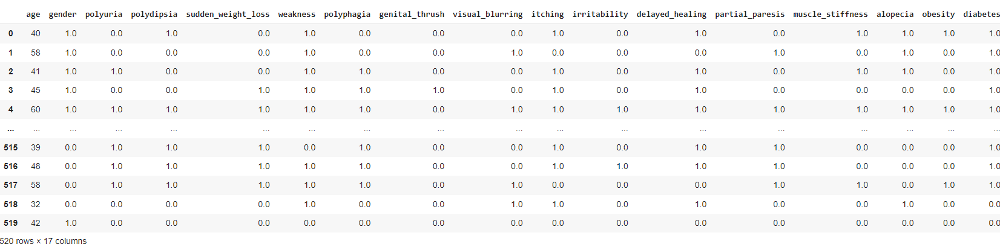 age gender polyuria polydipsia sudden_weight_loss weakness polyphagia genital_thrush visual_blurring itching irritability delayed_healing partial_paresis muscle_stiffness alopecia obesity diabetes
0 40 1.0 0.0 1.0 0.0 1.0 0.0 0.0 0.0 1.0 0.0 1.0 0.0 1.0 1.0 1.0 1.0
1 58 1.0 0.0 0.0 0.0 1.0 0.0 0.0 1.0 0.0 0.0 0.0 1.0 0.0 1.0 0.0 1.0
2 41 1.0 1.0 0.0 0.0 1.0 1.0 0.0 0.0 1.0 0.0 1.0 0.0 1.0 1.0 0.0 1.0
3 45 1.0 0.0 0.0 1.0 1.0 1.0 1.0 0.0 1.0 0.0 1.0 0.0 0.0 0.0 0.0 1.0
4 60 1.0 1.0 1.0 1.0 1.0 1.0 0.0 1.0 1.0 1.0 1.0 1.0 1.0 1.0 1.0 1.0
... ... ... ... ... ... ... ... ... ... ... ... ... ... ... ... ... ...
515 39 0.0 1.0 1.0 1.0 0.0 1.0 0.0 0.0 1.0 0.0 1.0 1.0 0.0 0.0 0.0 1.0
516 48 0.0 1.0 1.0 1.0 1.0 1.0 0.0 0.0 1.0 1.0 1.0 1.0 0.0 0.0 0.0 1.0
517 58 0.0 1.0 1.0 1.0 1.0 1.0 0.0 1.0 0.0 0.0 0.0 1.0 1.0 0.0 1.0 1.0
518 32 0.0 0.0 0.0 0.0 1.0 0.0 0.0 1.0 1.0 0.0 1.0 0.0 0.0 1.0 0.0 0.0
519 42 1.0 0.0 0.0 0.0 0.0 0.0 0.0 0.0 0.0 0.0 0.0 0.0 0.0 0.0 0.0 0.0
520 rows × 17 columns